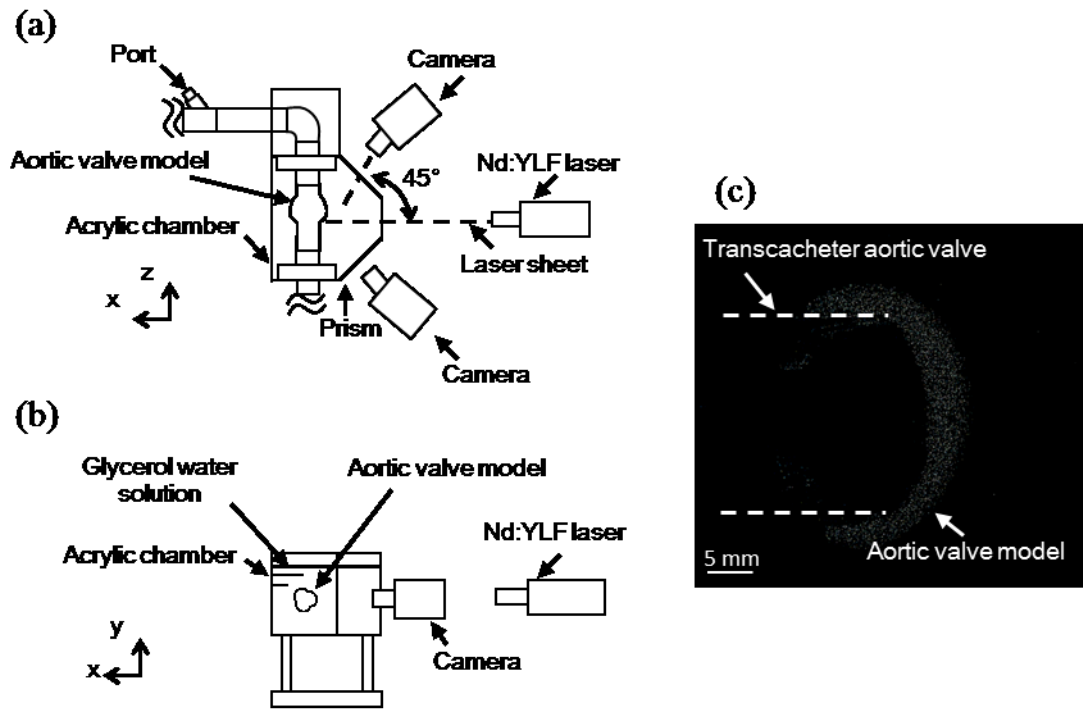 (a)
Port
Camera
Aortic valve model
45°
Nd:YLF laser
Acrylic chamber
Laser sheet
z
x
Prism
Camera
(b)
Glycerol water
solution
Aortic valve model
Nd:YLF laser
Acrylic chamber
y
x
Camera
(c)
Transcacheter aortic valve
Aortic valve model
5 mm